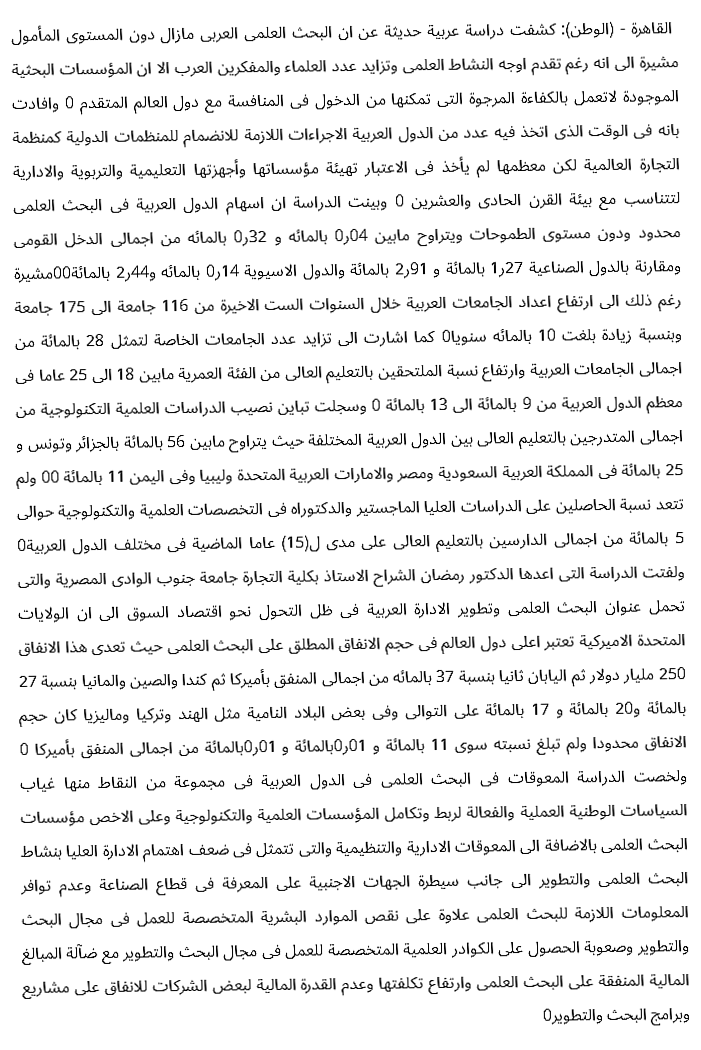 القاهرة - (الوطن): كشفت دراسة عربية حديثة عن ان البحث العلمى العربى مازال دون المستوى المأمول
مشيرة الى انه رغم تقدم اوجه النشاط العلمى وتزايد عدد العلماء والمفكرين العرب الا ان المؤسسات البحثية
الموجودة لاتعمل بالكفاءة المرجوة التى تمكنها من الدخول فى المنافسة مع دول العالم المتقدم 0 وافادت
بانه فى الوقت الذى اتخذ فيه عدد من الدول العربية الاجراءات اللازمة للانضمام للمنظمات الدولية كمنظمة
التجارة العالمية لكن معظمها لم يأخذ فى الاعتبار تهيئة مؤسساتها وأجهزتها التعليمية والتربوية والادارية
لتتناسب مع بيئة القرن الحادى والعشرين 0 وبينت الدراسة ان اسهام الدول العربية فى البحث العلمى
محدود ودون مستوى الطموحات ويتراوح مابين 04ر0 بالمائه و 32ر0 بالمائه من اجمالى الدخل القومى
ومقارنة بالدول الصناعية 27ر1 بالمائة و 91ر2 بالمائة والدول الاسيوية 14ر0 بالمائه و44ر2 بالمائة00مشيرة
رغم ذلك الى ارتفاع اعداد الجامعات العربية خلال السنوات الست الاخيرة من 116 جامعة الى 175 جامعة
وبنسبة زيادة بلغت 10 بالمائه سنويا0 كما اشارت الى تزايد عدد الجامعات الخاصة لتمثل 28 بالمائة من
اجمالى الجامعات العربية وارتفاع نسبة الملتحقين بالتعليم العالى من الفئة العمرية مابين 18 الى 25 عاما فى
معظم الدول العربية من 9 بالمائة الى 13 بالمائة 0 وسجلت تباين نصيب الدراسات العلمية التكنولوجية من
اجمالى المتدرجين بالتعليم العالى بين الدول العربية المختلفة حيث يتراوح مابين 56 بالمائة بالجزائر وتونس و
25 بالمائة فى المملكة العربية السعودية ومصر والامارات العربية المتحدة وليبيا وفى اليمن 11 بالمائة 00 ولم
تتعد نسبة الحاصلين على الدراسات العليا الماجستير والدكتوراه فى التخصصات العلمية والتكنولوجية حوالى
5 بالمائة من اجمالى الدارسين بالتعليم العالى على مدى ل(15) عاما الماضية فى مختلف الدول العربية0
ولفتت الدراسة التى اعدها الدكتور رمضان الشراح الاستاذ بكلية التجارة جامعة جنوب الوادى المصرية والتى
تحمل عنوان البحث العلمى وتطوير الادارة العربية فى ظل التحول نحو اقتصاد السوق الى ان الولايات
المتحدة الاميركية تعتبر اعلى دول العالم فى حجم الانفاق المطلق على البحث العلمى حيث تعدى هذا الانفاق
250 مليار دولار ثم اليابان ثانيا بنسبة 37 بالمائه من اجمالى المنفق بأميركا ثم كندا والصين والمانيا بنسبة 27
بالمائة و20 بالمائة و 17 بالمائة على التوالى وفى بعض البلاد النامية مثل الهند وتركيا وماليزيا كان حجم
الانفاق محدودا ولم تبلغ نسبته سوى 11 بالمائة و 01ر0بالمائة و 01ر0بالمائة من اجمالى المنفق بأميركا 0
ولخصت الدراسة المعوقات فى البحث العلمى فى الدول العربية فى مجموعة من النقاط منها غياب
السياسات الوطنية العملية والفعالة لربط وتكامل المؤسسات العلمية والتكنولوجية وعلى الاخص مؤسسات
البحث العلمى بالاضافة الى المعوقات الادارية والتنظيمية والتى تتمثل فى ضعف اهتمام الادارة العليا بنشاط
البحث العلمى والتطوير الى جانب سيطرة الجهات الاجنبية على المعرفة فى قطاع الصناعة وعدم توافر
المعلومات اللازمة للبحث العلمى علاوة على نقص الموارد البشرية المتخصصة للعمل فى مجال البحث
والتطوير وصعوبة الحصول على الكوادر العلمية المتخصصة للعمل فى مجال البحث والتطوير مع ضآلة المبالغ
المالية المنفقة على البحث العلمى وارتفاع تكلفتها وعدم القدرة المالية لبعض الشركات للانفاق على مشاريع
وبرامج البحث والتطوير0